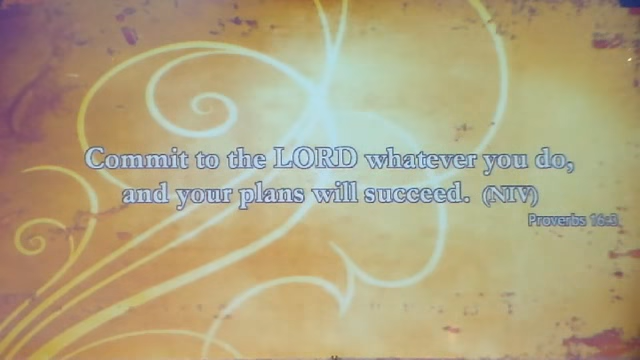 Commit to the LORD whatever you do,
and your plans will succeed. (NIV)
Proverbs 16:3